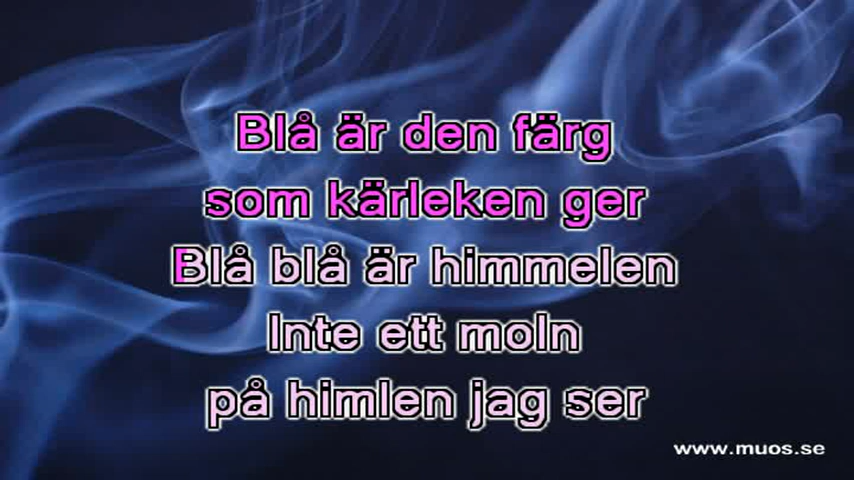 Blå är den färg
som kärleken ger
Blå blå är himmelen
Inte ett moln
på himlen jag ser
www.muos.se